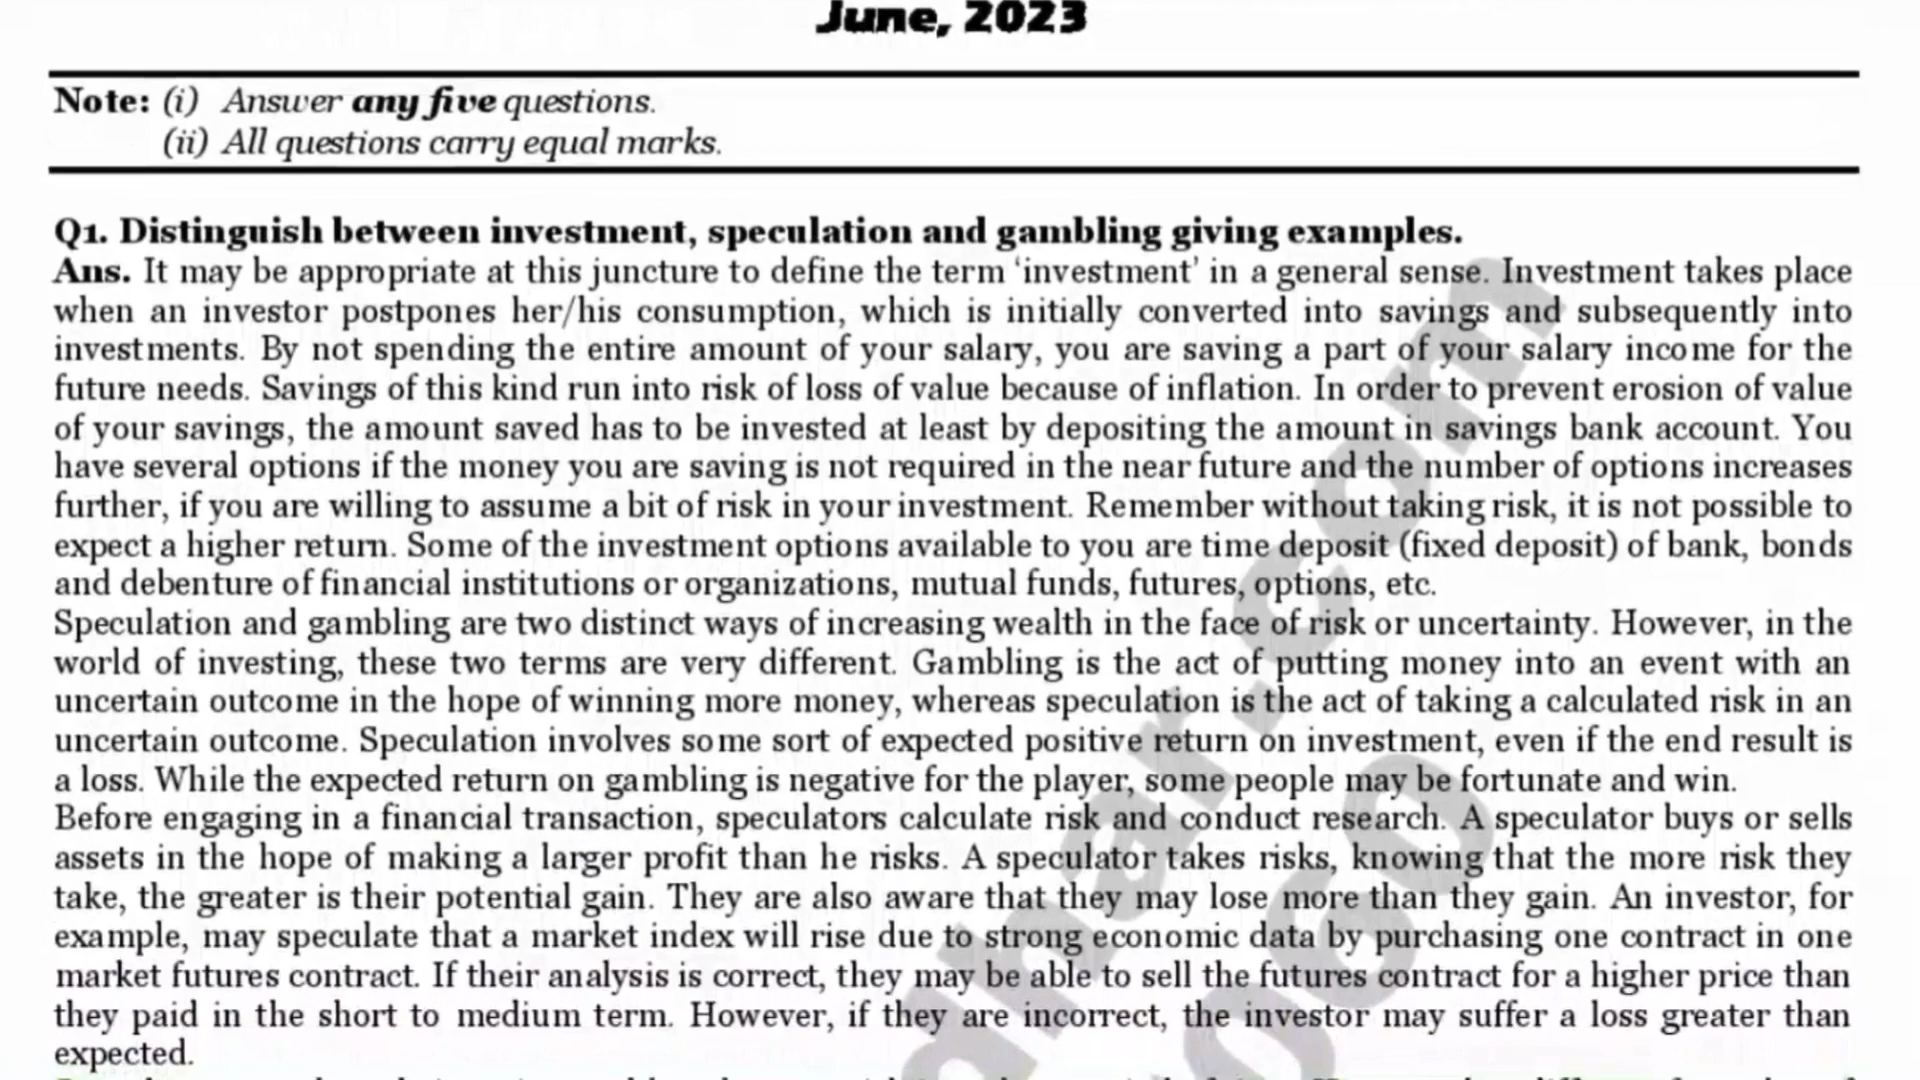 June, 2023
Note: (i) Answer any five questions.
(ii) All questions carry equal marks.
Q1. Distinguish between investment, speculation and gambling giving examples.
Ans. It may be appropriate at this juncture to define the term ‘investment’ in a general sense. Investment takes place
when an investor postpones her/his consumption, which is initially converted into savings and subsequently into
investments. By not spending the entire amount of your salary, you are saving a part of your salary income for the
future needs. Savings of this kind run into risk of loss of value because of inflation. In order to prevent erosion of value
of your savings, the amount saved has to be invested at least by depositing the amount in savings bank account. You
have several options if the money you are saving is not required in the near future and the number of options increases
further, if you are willing to assume a bit of risk in your investment. Remember without taking risk, it is not possible to
expect a higher return. Some of the investment options available to you are time deposit (fixed deposit) of bank, bonds
and debenture of financial institutions or organizations, mutual funds, futures, options, etc.
Speculation and gambling are two distinct ways of increasing wealth in the face of risk or uncertainty. However, in the
world of investing, these two terms are very different. Gambling is the act of putting money into an event with an
uncertain outcome in the hope of winning more money, whereas speculation is the act of taking a calculated risk in an
uncertain outcome. Speculation involves some sort of expected positive return on investment, even if the end result is
a loss. While the expected return on gambling is negative for the player, some people may be fortunate and win.
Before engaging in a financial transaction, speculators calculate risk and conduct research. A speculator buys or sells
assets in the hope of making a larger profit than he risks. A speculator takes risks, knowing that the more risk they
take, the greater is their potential gain. They are also aware that they may lose more than they gain. An investor, for
example, may speculate that a market index will rise due to strong economic data by purchasing one contract in one
market futures contract. If their analysis is correct, they may be able to sell the futures contract for a higher price than
they paid in the short to medium term. However, if they are incorrect, the investor may suffer a loss greater than
expected.
dhar.com
060